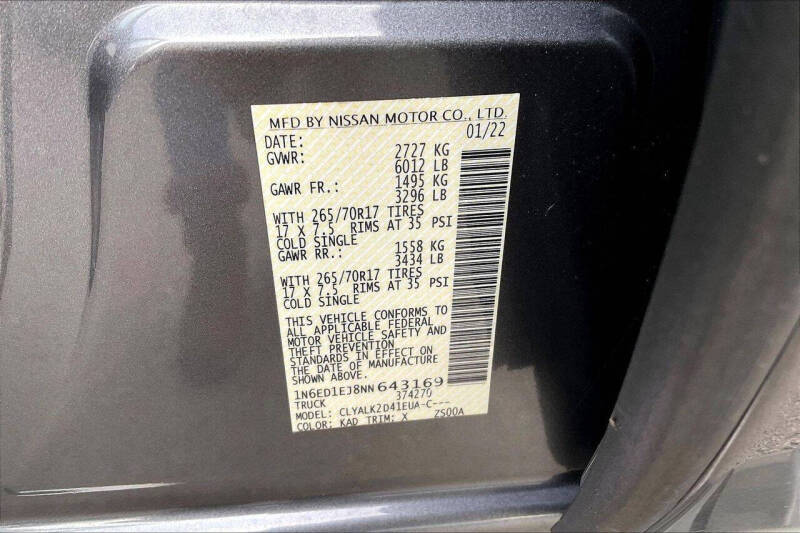 MFD BY NISSAN MOTOR CO., LTD.
DATE: 01/22
GVWR: 2727 KG
6012 LB
GAWR FR.: 1495 KG
3296 LB
WITH 265/70R17 TIRES
17 X 7.5 RIMS AT 35 PSI
COLD SINGLE
GAWR RR.: 1558 KG
3434 LB
WITH 265/70R17 TIRES
17 X 7.5 RIMS AT 35 PSI
COLD SINGLE
THIS VEHICLE CONFORMS TO
ALL APPLICABLE FEDERAL
MOTOR VEHICLE SAFETY AND
THEFT PREVENTION
STANDARDS IN EFFECT ON
THE DATE OF MANUFACTURE
SHOWN ABOVE.
1N6ED1EJ8NN643169
TRUCK 374270
MODEL: CLYALK2D41EUA-C---
COLOR: KAD TRIM: X ZS00A